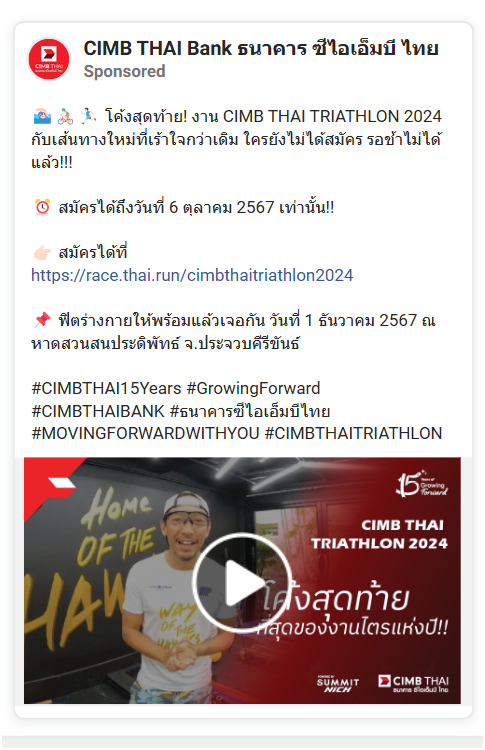 CIMB THAI Bank ธนาคาร ซีไอเอ็มบี ไทย
Sponsored
CIMB THAI
🏊🏻 🚴🏻 🏃🏻 โค้งสุดท้าย! งาน CIMB THAI TRIATHLON 2024
กับเส้นทางใหม่ที่เร้าใจกว่าเดิม ใครยังไม่ได้สมัคร รอช้าไม่ได้
แล้ว!!!
⏰ สมัครได้ถึงวันที่ 6 ตุลาคม 2567 เท่านั้น!!
👉🏻 สมัครได้ที่
https://race.thai.run/cimbthaitriathlon2024
📌 ฟิตร่างกายให้พร้อมแล้วเจอกัน วันที่ 1 ธันวาคม 2567 ณ
หาดสวนสนประดิพัทธ์ จ.ประจวบคีรีขันธ์
#CIMBTHAI15Years #GrowingForward
#CIMBTHAIBANK #ธนาคารซีไอเอ็มบีไทย
#MOVINGFORWARDWITHYOU #CIMBTHAITRIATHLON
15 Years of
Growing
Forward
Home
OF THE
HAW
WAY
OF THE
CIMB THAI
TRIATHLON 2024
โค้งสุดท้าย
ที่สุดของงานไตรแห่งปี!!
POWERED BY
SUMMIT
NICH
CIMB THAI
ธนาคาร ซีไอเอ็มบี ไทย